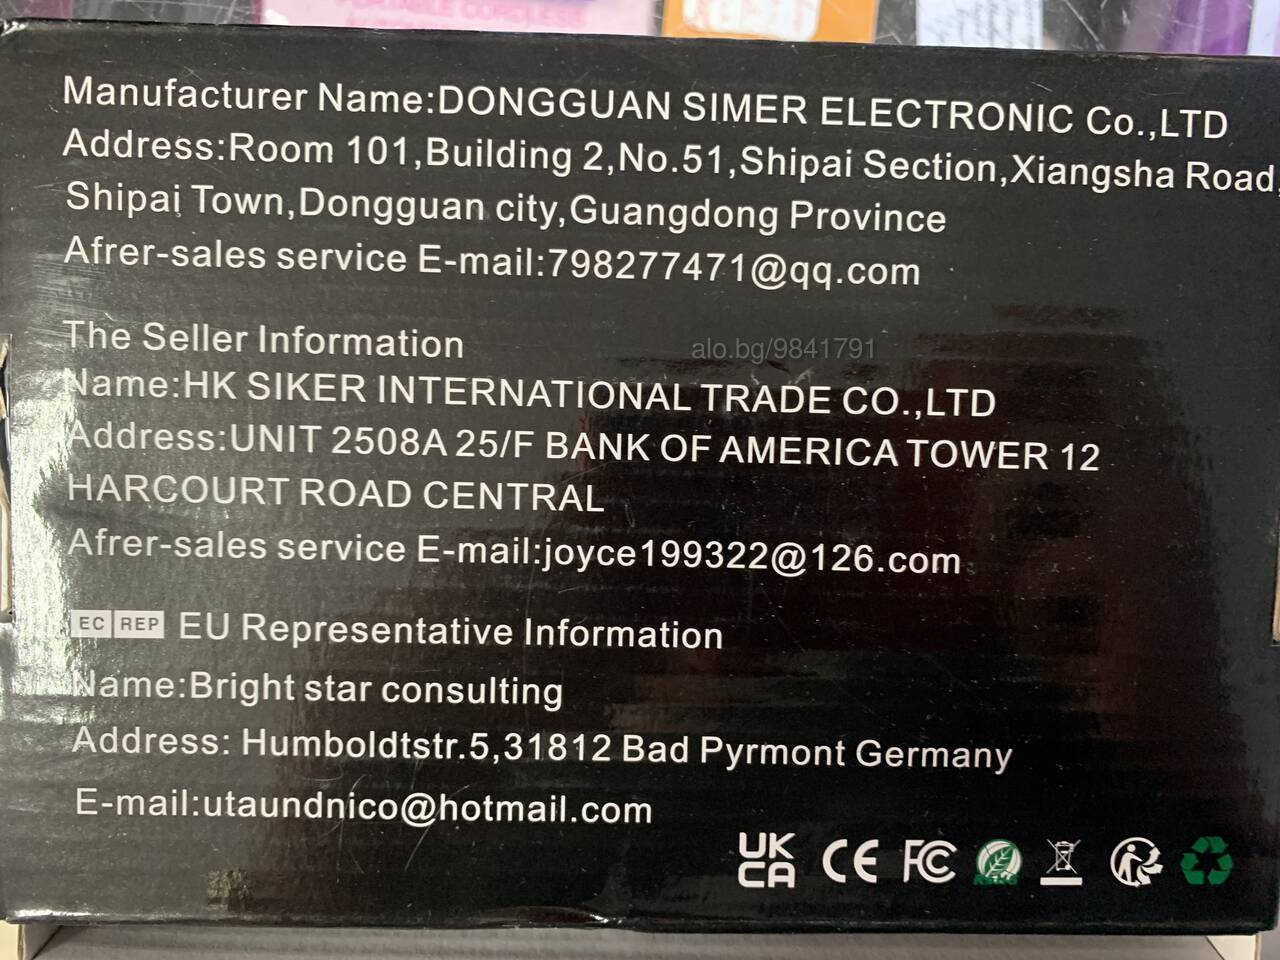 Manufacturer Name:DONGGUAN SIMER ELECTRONIC Co.,LTD
Address:Room 101,Building 2,No.51,Shipai Section,Xiangsha Road,
Shipai Town,Dongguan city,Guangdong Province
Afrer-sales service E-mail:798277471@qq.com
The Seller Information
alo.bg/9841791
Name:HK SIKER INTERNATIONAL TRADE CO.,LTD
Address:UNIT 2508A 25/F BANK OF AMERICA TOWER 12
HARCOURT ROAD CENTRAL
Afrer-sales service E-mail:joyce199322@126.com
EC REP EU Representative Information
Name:Bright star consulting
Address: Humboldtstr.5,31812 Bad Pyrmont Germany
E-mail:utaundnico@hotmail.com
UK
CA CE FC